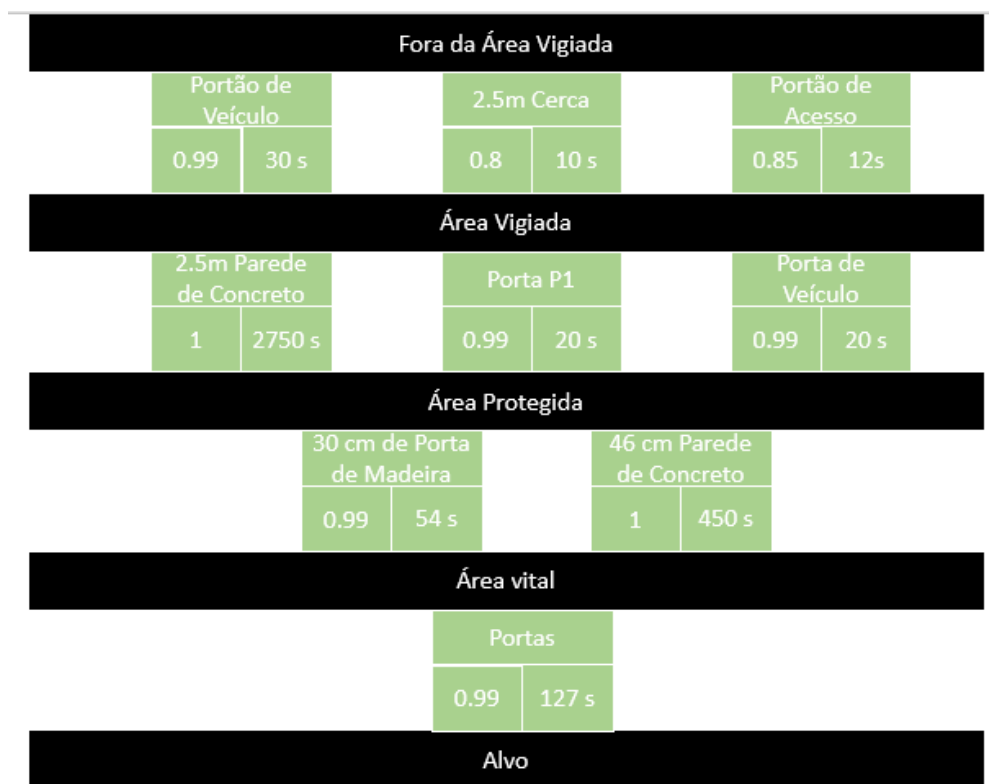 Fora da Área Vigiada
Portão de
Veículo
2.5m Cerca
Portão de
Acesso
0.99
30 s
0.8
10 s
0.85
12s
Área Vigiada
2.5m Parede
de Concreto
Porta P1
Porta de
Veículo
1
2750 s
0.99
20 s
0.99
20 s
Área Protegida
30 cm de Porta
de Madeira
46 cm Parede
de Concreto
0.99
54 s
1
450 s
Área vital
Portas
0.99
127 s
Alvo